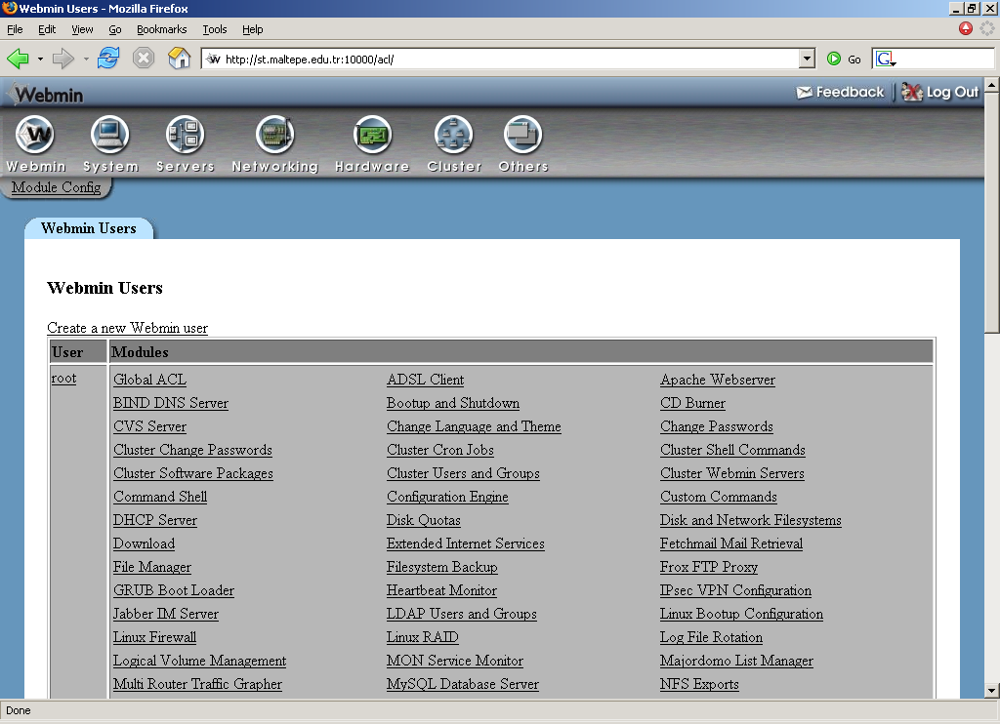 Webmin Users - Mozilla Firefox
File Edit View Go Bookmarks Tools Help
http://st.maltepe.edu.tr:10000/acl/ Go G
Webmin Feedback Log Out
Webmin System Servers Networking Hardware Cluster Others
Module Config
Webmin Users
Webmin Users
Create a new Webmin user
User Modules
root Global ACL ADSL Client Apache Webserver
BIND DNS Server Bootup and Shutdown CD Burner
CVS Server Change Language and Theme Change Passwords
Cluster Change Passwords Cluster Cron Jobs Cluster Shell Commands
Cluster Software Packages Cluster Users and Groups Cluster Webmin Servers
Command Shell Configuration Engine Custom Commands
DHCP Server Disk Quotas Disk and Network Filesystems
Download Extended Internet Services Fetchmail Mail Retrieval
File Manager Filesystem Backup Frox FTP Proxy
GRUB Boot Loader Heartbeat Monitor IPsec VPN Configuration
Jabber IM Server LDAP Users and Groups Linux Bootup Configuration
Linux Firewall Linux RAID Log File Rotation
Logical Volume Management MON Service Monitor Majordomo List Manager
Multi Router Traffic Grapher MySQL Database Server NFS Exports
Done